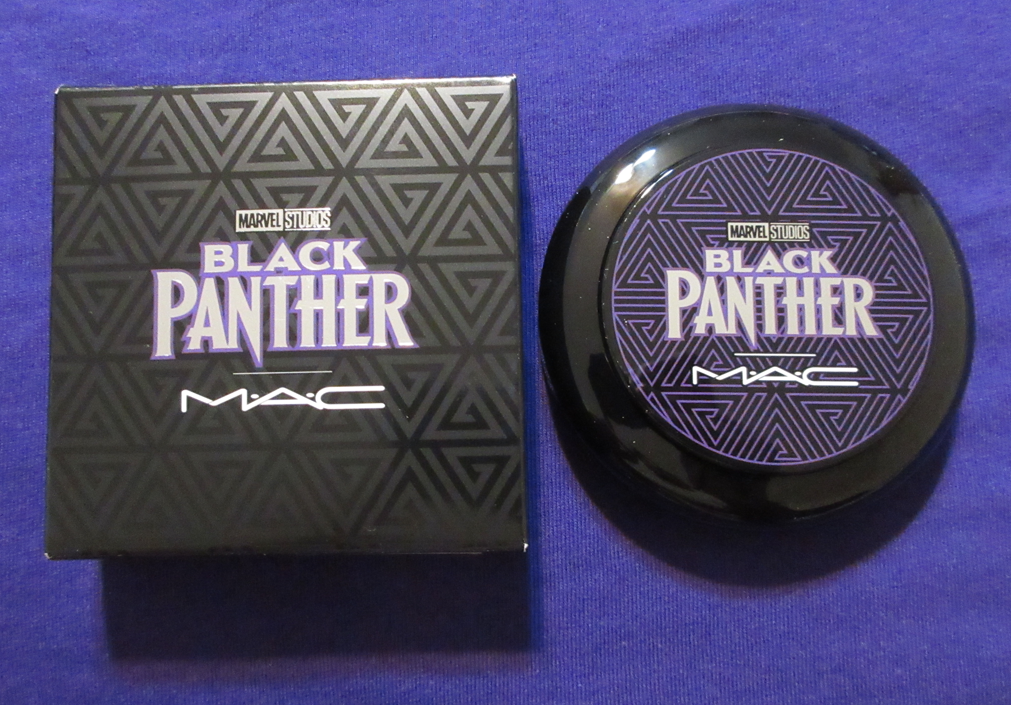 MARVEL STUDIOS
BLACK
PANTHER
M·A·C
MARVEL STUDIOS
BLACK
PANTHER
M·A·C